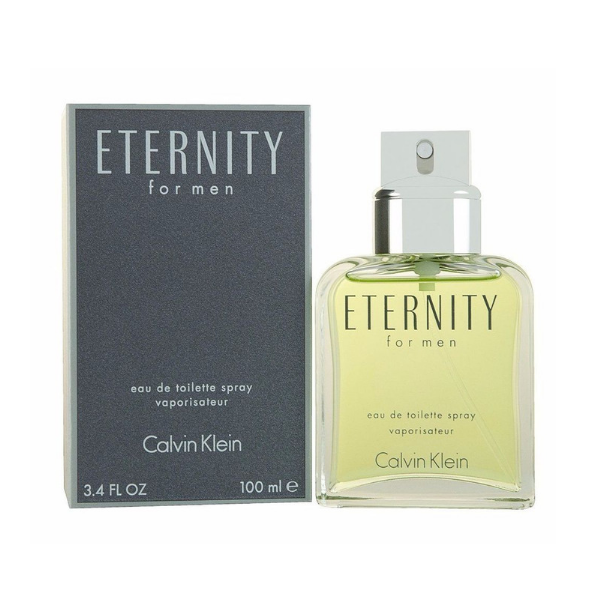 ETERNITY
for men
eau de toilette spray
vaporisateur
Calvin Klein
3.4 FL OZ 100 ml ℮
ETERNITY
for men
eau de toilette spray
vaporisateur
Calvin Klein